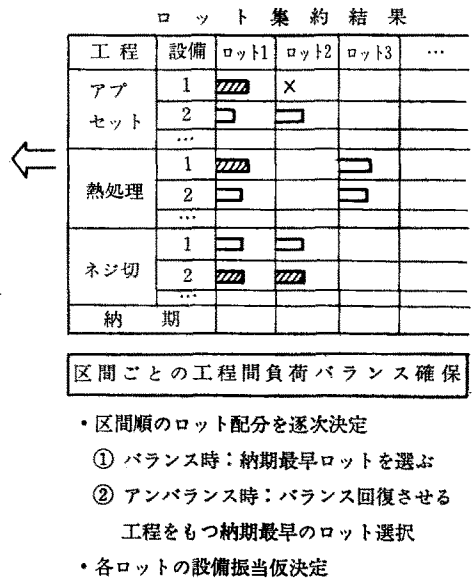 ロット集約結果
工程 設備 ロット1 ロット2 ロット3 …
アプセット 1 ×
2
…
熱処理 1
2
…
ネジ切 1
2
…
納期
区間ごとの工程間負荷バランス確保
・区間順のロット配分を逐次決定
① バランス時：納期最早ロットを選ぶ
② アンバランス時：バランス回復させる
工程をもつ納期最早のロット選択
・各ロットの設備振当仮決定